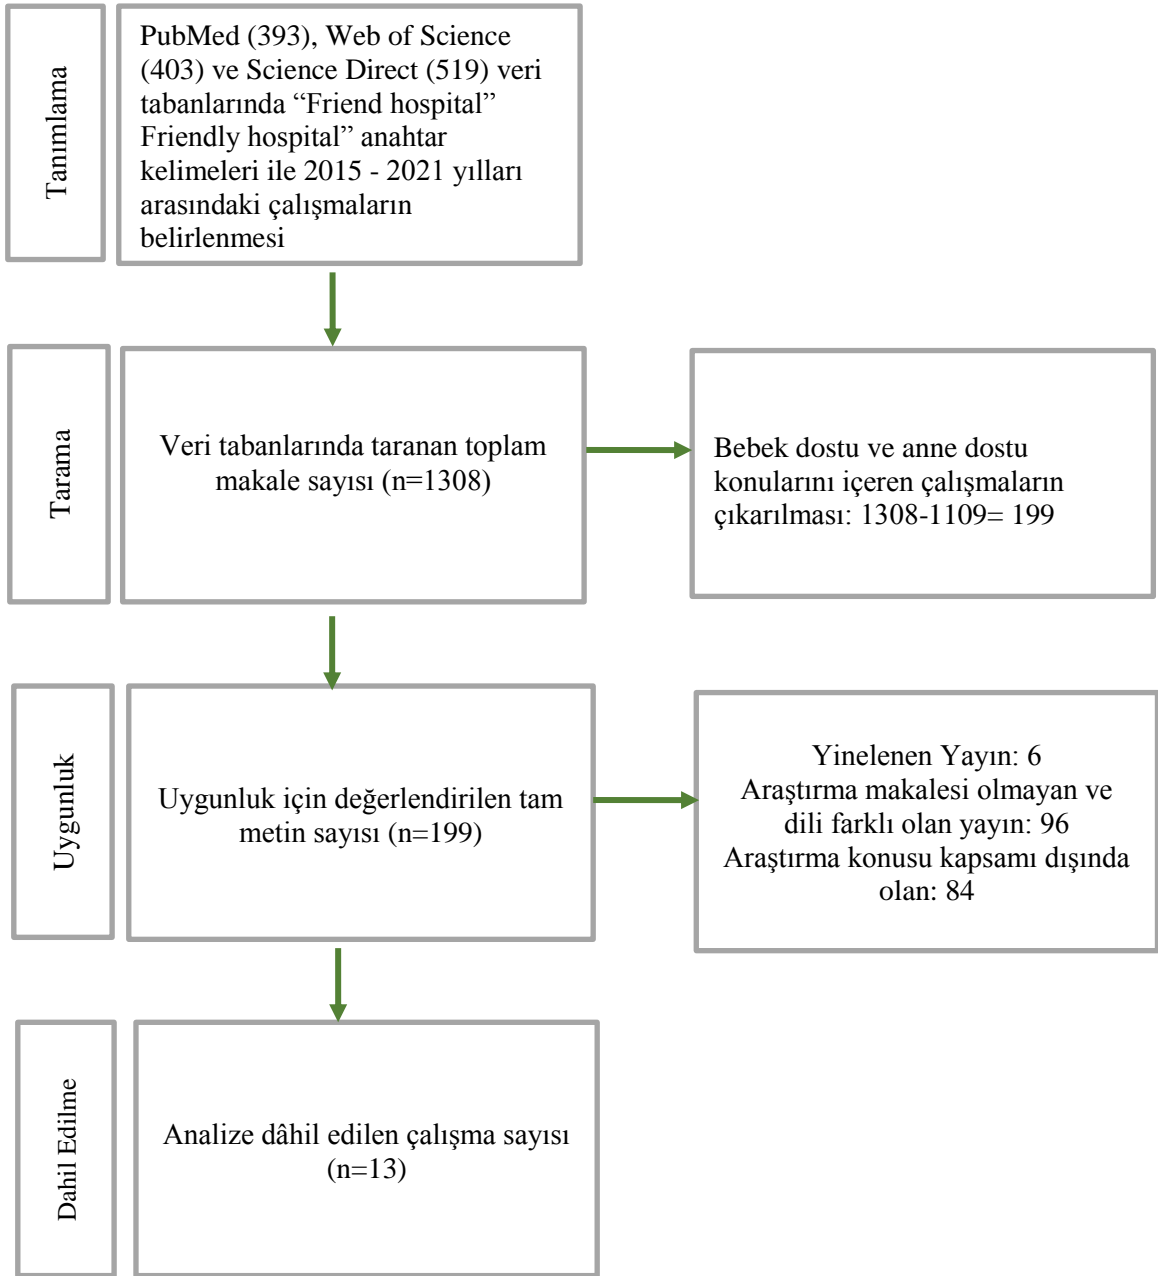 Tanımlama
PubMed (393), Web of Science
(403) ve Science Direct (519) veri
tabanlarında “Friend hospital”
Friendly hospital” anahtar
kelimeleri ile 2015 - 2021 yılları
arasındaki çalışmaların
belirlenmesi
Tarama
Veri tabanlarında taranan toplam
makale sayısı (n=1308)
Bebek dostu ve anne dostu
konularını içeren çalışmaların
çıkarılması: 1308-1109= 199
Uygunluk
Uygunluk için değerlendirilen tam
metin sayısı (n=199)
Yinelenen Yayın: 6
Araştırma makalesi olmayan ve
dili farklı olan yayın: 96
Araştırma konusu kapsamı dışında
olan: 84
Dahil Edilme
Analize dâhil edilen çalışma sayısı
(n=13)